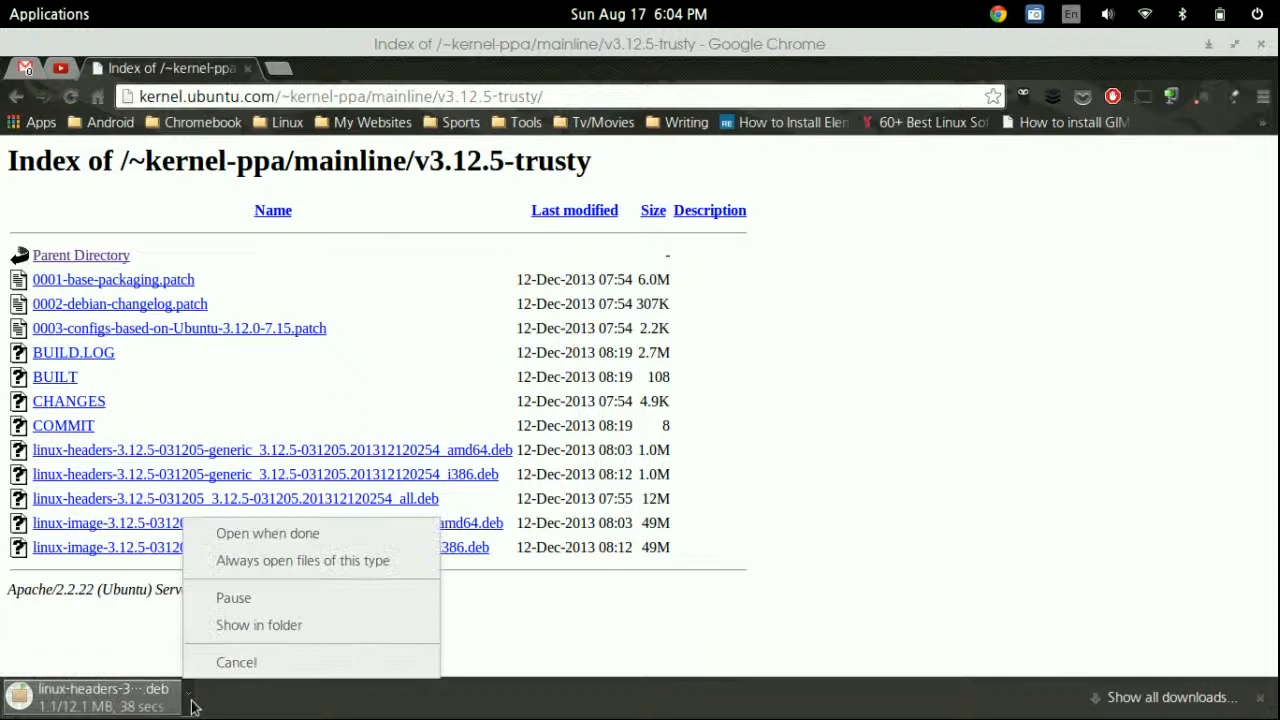 Applications
Sun Aug 17 6:04 PM
En
Index of /~kernel-ppa/mainline/v3.12.5-trusty - Google Chrome
0
Index of /~kernel-ppa
kernel.ubuntu.com/~kernel-ppa/mainline/v3.12.5-trusty/
Apps Android Chromebook Linux My Websites Sports Tools Tv/Movies Writing RE How to Install Elen 60+ Best Linux Sof How to install GIM »
Index of /~kernel-ppa/mainline/v3.12.5-trusty
Name Last modified Size Description
Parent Directory -
0001-base-packaging.patch 12-Dec-2013 07:54 6.0M
0002-debian-changelog.patch 12-Dec-2013 07:54 307K
0003-configs-based-on-Ubuntu-3.12.0-7.15.patch 12-Dec-2013 07:54 2.2K
BUILD.LOG 12-Dec-2013 08:19 2.7M
BUILT 12-Dec-2013 08:19 108
CHANGES 12-Dec-2013 07:54 4.9K
COMMIT 12-Dec-2013 08:19 8
linux-headers-3.12.5-031205-generic_3.12.5-031205.201312120254_amd64.deb 12-Dec-2013 08:03 1.0M
linux-headers-3.12.5-031205-generic_3.12.5-031205.201312120254_i386.deb 12-Dec-2013 08:12 1.0M
linux-headers-3.12.5-031205_3.12.5-031205.201312120254_all.deb 12-Dec-2013 07:55 12M
linux-image-3.12.5-03120 amd64.deb 12-Dec-2013 08:03 49M
linux-image-3.12.5-03120 386.deb 12-Dec-2013 08:12 49M
Apache/2.2.22 (Ubuntu) Serv
Open when done
Always open files of this type
Pause
Show in folder
Cancel
linux-headers-3....deb
1.1/12.1 MB, 38 secs
Show all downloads...